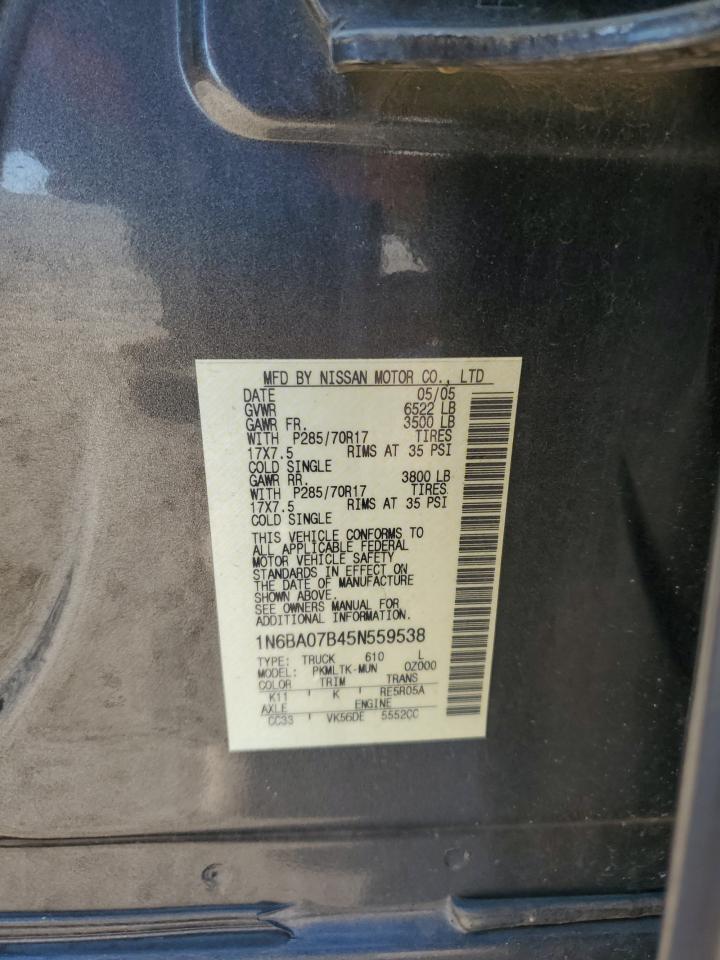 MFD BY NISSAN MOTOR CO., LTD
DATE 05/05
GVWR 6522 LB
GAWR FR. 3500 LB
WITH P285/70R17 TIRES
17X7.5 RIMS AT 35 PSI
COLD SINGLE
GAWR RR. 3800 LB
WITH P285/70R17 TIRES
17X7.5 RIMS AT 35 PSI
COLD SINGLE
THIS VEHICLE CONFORMS TO
ALL APPLICABLE FEDERAL
MOTOR VEHICLE SAFETY
STANDARDS IN EFFECT ON
THE DATE OF MANUFACTURE
SHOWN ABOVE.
SEE OWNERS MANUAL FOR
ADDITIONAL INFORMATION.
1N6BA07B45N559538
TYPE: TRUCK 610 L
MODEL: PKMLTK-MUN 0Z000
COLOR TRIM TRANS
K11 K RE5R05A
AXLE ENGINE
CC33 VK56DE 5552CC